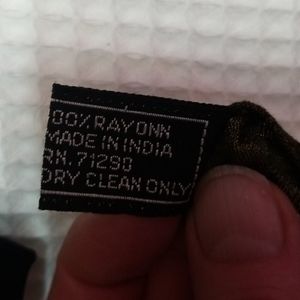 00% RAYONN
MADE IN INDIA
RN. 71298
DRY CLEAN ONLY